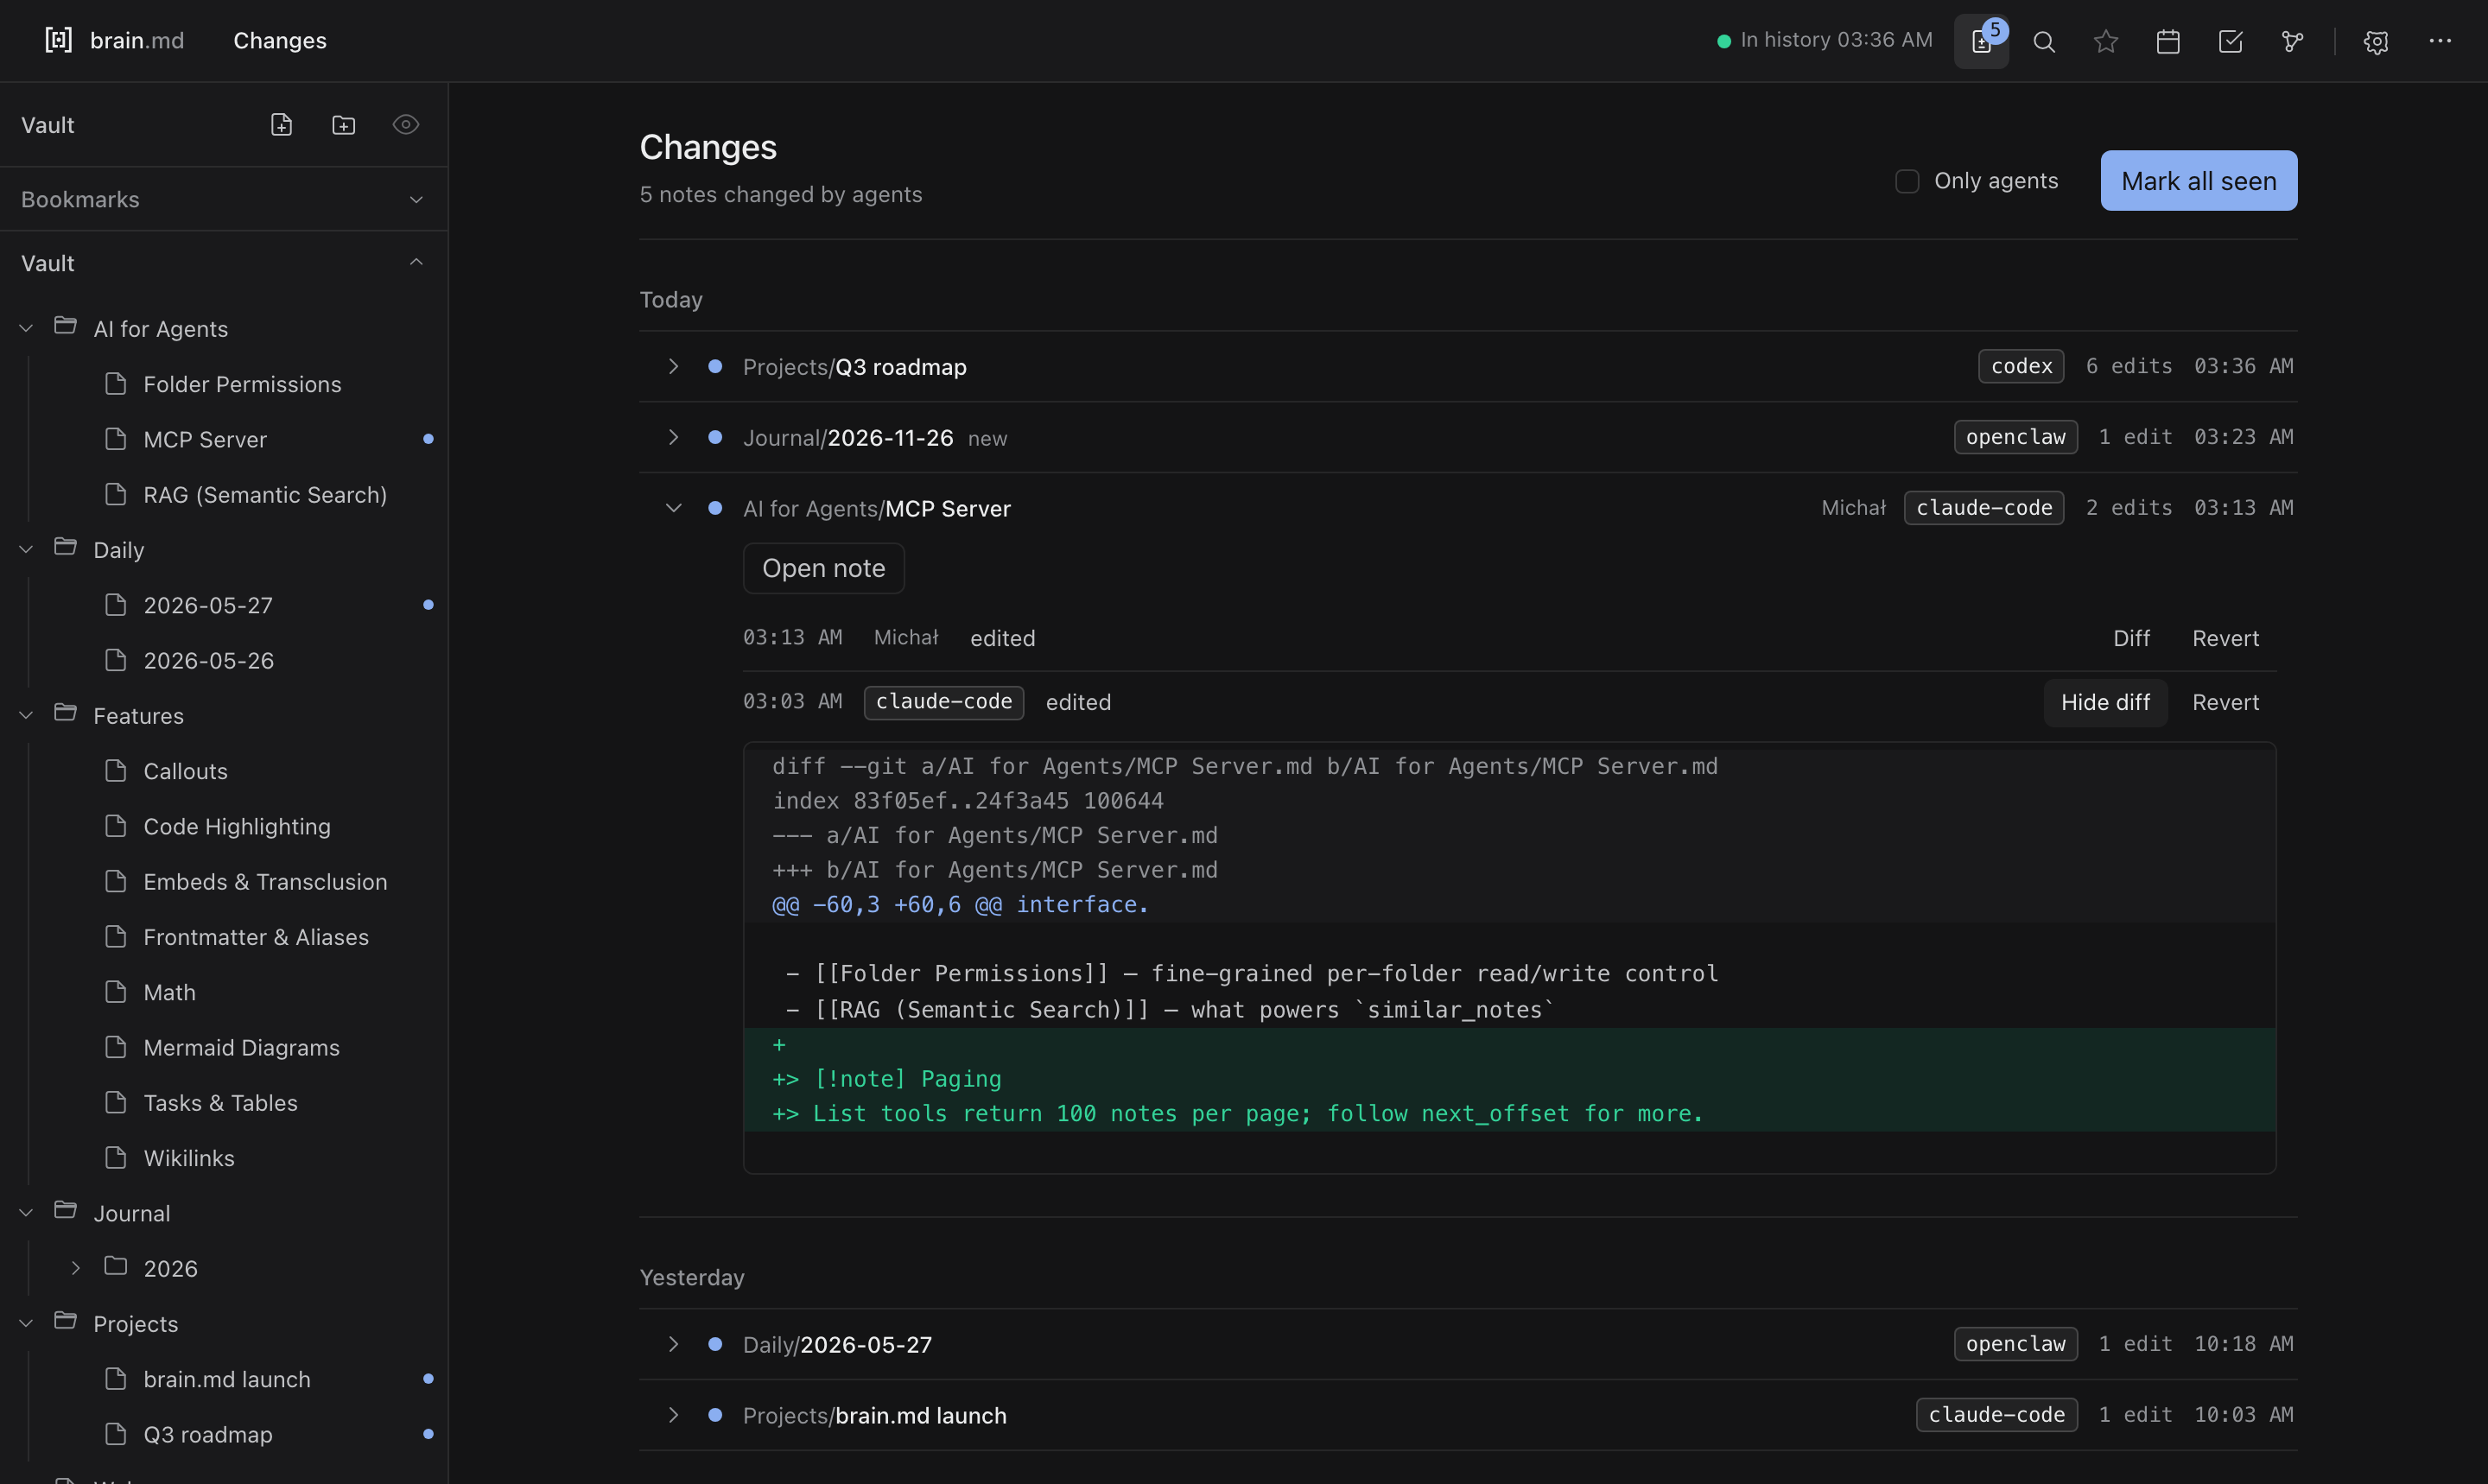 brain.md
Changes
In history 03:36 AM
5
Vault
Bookmarks
Vault
AI for Agents
Folder Permissions
MCP Server
RAG (Semantic Search)
Daily
2026-05-27
2026-05-26
Features
Callouts
Code Highlighting
Embeds & Transclusion
Frontmatter & Aliases
Math
Mermaid Diagrams
Tasks & Tables
Wikilinks
Journal
2026
Projects
brain.md launch
Q3 roadmap
Changes
5 notes changed by agents
Only agents
Mark all seen
Today
Projects/Q3 roadmap codex 6 edits 03:36 AM
Journal/2026-11-26 new openclaw 1 edit 03:23 AM
AI for Agents/MCP Server Michał claude-code 2 edits 03:13 AM
Open note
03:13 AM Michał edited Diff Revert
03:03 AM claude-code edited Hide diff Revert
diff --git a/AI for Agents/MCP Server.md b/AI for Agents/MCP Server.md
index 83f05ef..24f3a45 100644
--- a/AI for Agents/MCP Server.md
+++ b/AI for Agents/MCP Server.md
@@ -60,3 +60,6 @@ interface.
- [[Folder Permissions]] — fine-grained per-folder read/write control
- [[RAG (Semantic Search)]] — what powers `similar_notes`
+
+> [!note] Paging
+> List tools return 100 notes per page; follow next_offset for more.
Yesterday
Daily/2026-05-27 openclaw 1 edit 10:18 AM
Projects/brain.md launch claude-code 1 edit 10:03 AM